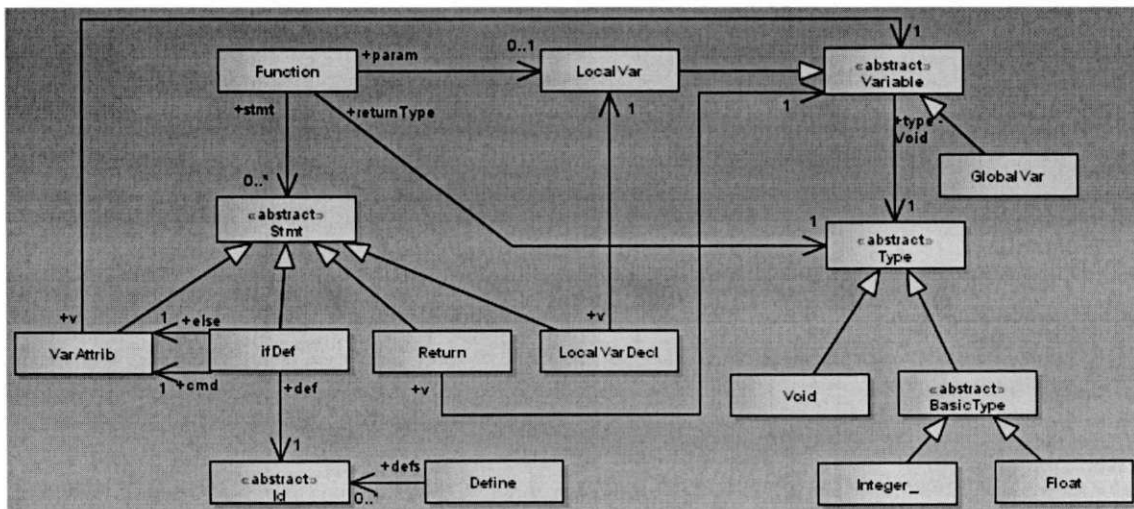 1
+param
0..1
Function
LocalVar
«abstract»
Variable
+stmt
+returnType
1
1
+type -
Void
GlobalVar
0..*
«abstract»
Stmt
1
1
«abstract»
Type
+v
1
+else
+v
VarAttrib
ifDef
Return
LocalVarDecl
1
+cmd
+def
+v
Void
«abstract»
BasicType
1
«abstract»
Id
+defs
0..*
Define
Integer_
Float